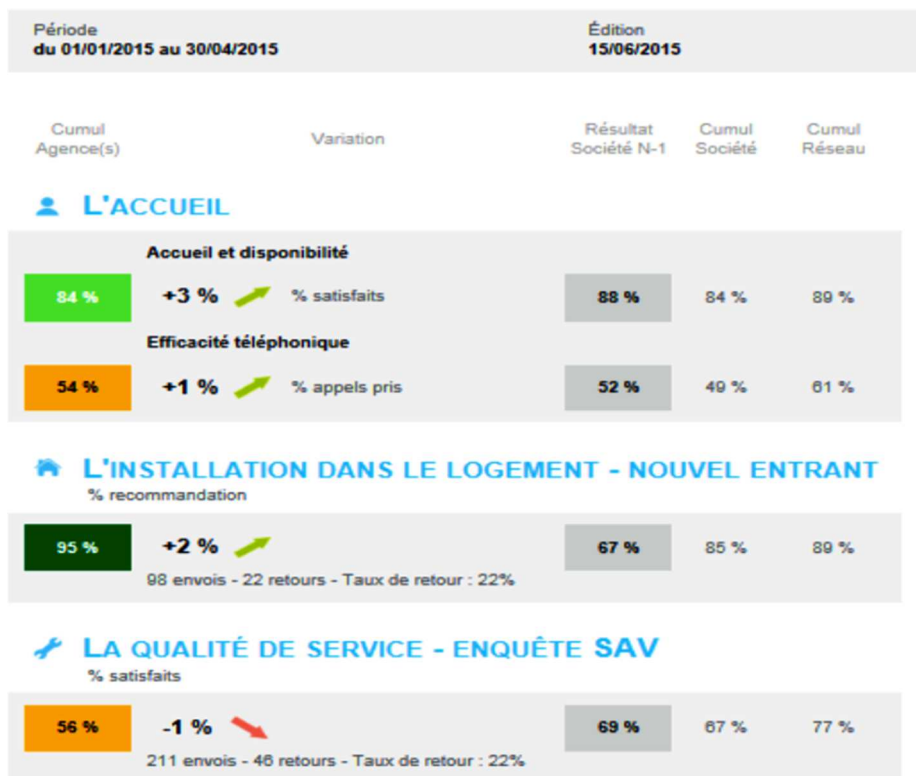 Période
du 01/01/2015 au 30/04/2015
Édition
15/06/2015
Cumul
Agence(s)
Variation
Résultat
Société N-1
Cumul
Société
Cumul
Réseau
L'ACCUEIL
Accueil et disponibilité
84 % +3 % % satisfaits 88 % 84 % 89 %
Efficacité téléphonique
54 % +1 % % appels pris 52 % 49 % 61 %
L'INSTALLATION DANS LE LOGEMENT - NOUVEL ENTRANT
% recommandation
95 % +2 % 67 % 85 % 89 %
98 envois - 22 retours - Taux de retour : 22%
LA QUALITÉ DE SERVICE - ENQUÊTE SAV
% satisfaits
56 % -1 % 69 % 67 % 77 %
211 envois - 46 retours - Taux de retour : 22%